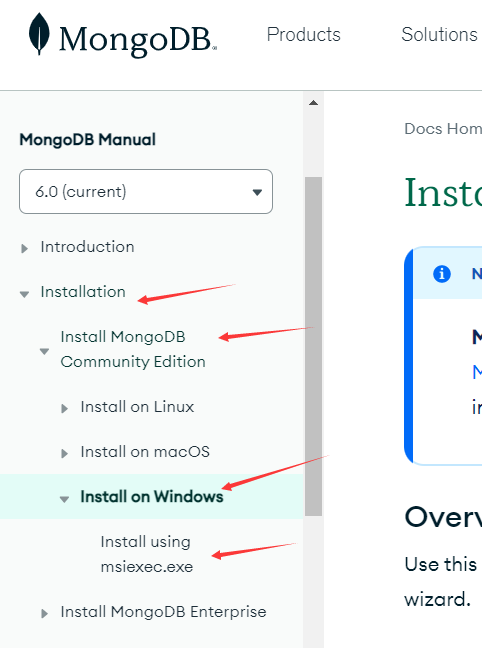 MongoDB
Products
Solutions
MongoDB Manual
6.0 (current)
Docs Hom
Introduction
Installation
Install MongoDB
Community Edition
Install on Linux
Install on macOS
Install on Windows
Install using
msiexec.exe
Install MongoDB Enterprise
Inst
N
M
M
in
Overv
Use this
wizard.